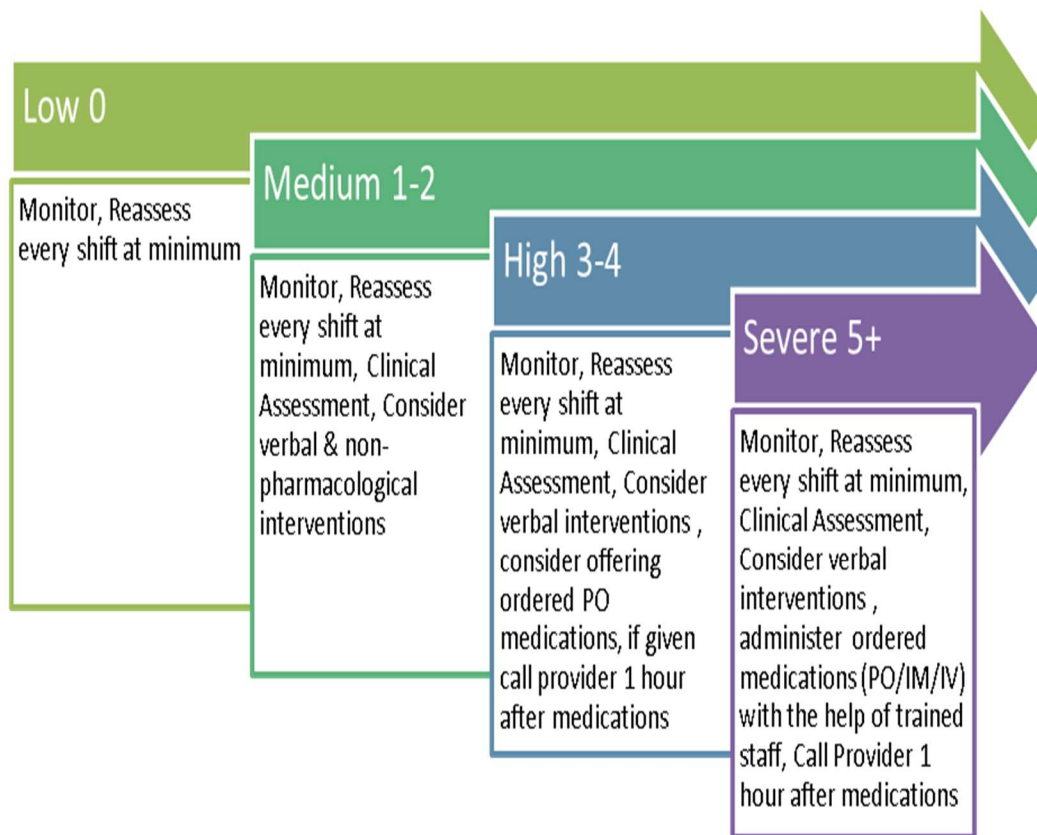 Low 0
Monitor, Reassess
every shift at minimum
Medium 1-2
Monitor, Reassess
every shift at
minimum, Clinical
Assessment, Consider
verbal & non-
pharmacological
interventions
High 3-4
Monitor, Reassess
every shift at
minimum, Clinical
Assessment, Consider
verbal interventions ,
consider offering
ordered PO
medications, if given
call provider 1 hour
after medications
Severe 5+
Monitor, Reassess
every shift at minimum,
Clinical Assessment,
Consider verbal
interventions ,
administer ordered
medications (PO/IM/IV)
with the help of trained
staff, Call Provider 1
hour after medications